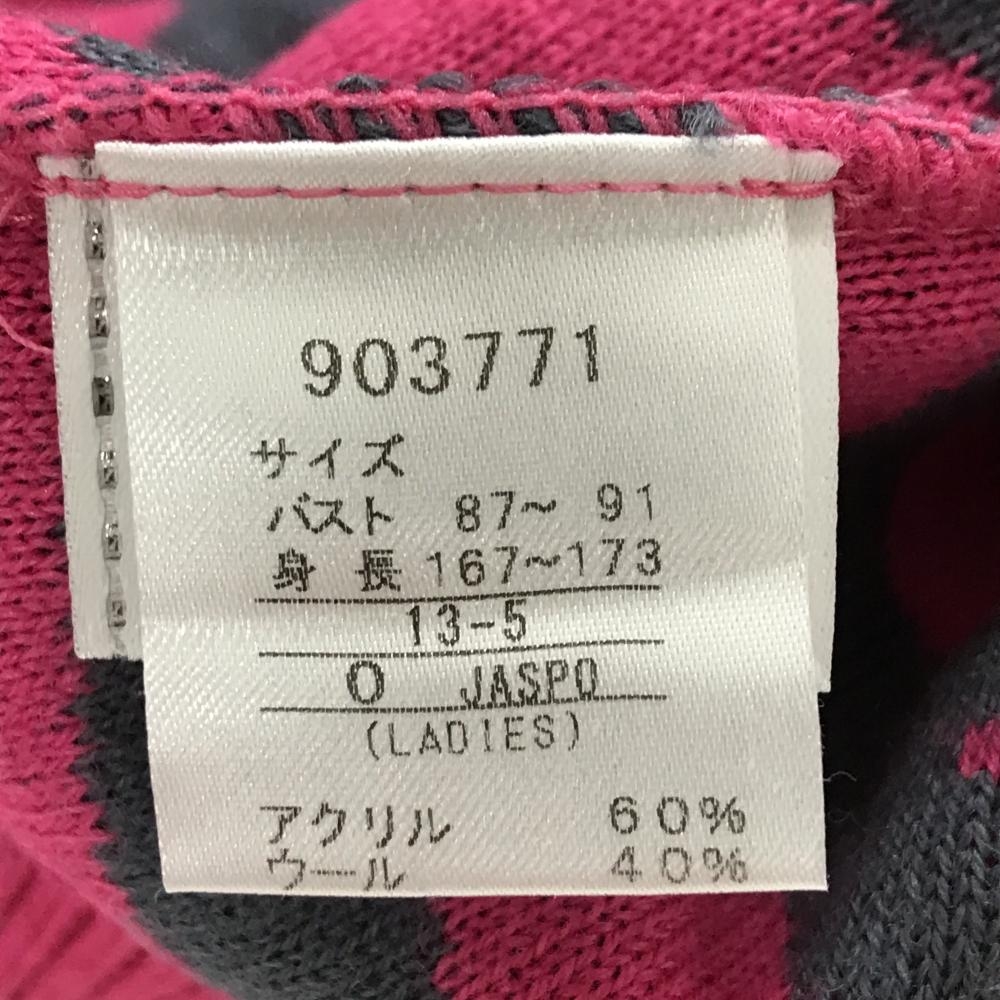 903771
サイズ
バスト 87～ 91
身 長 167～173
13-5
O JASPO
(LADIES)
アクリル 60%
ウール 40%